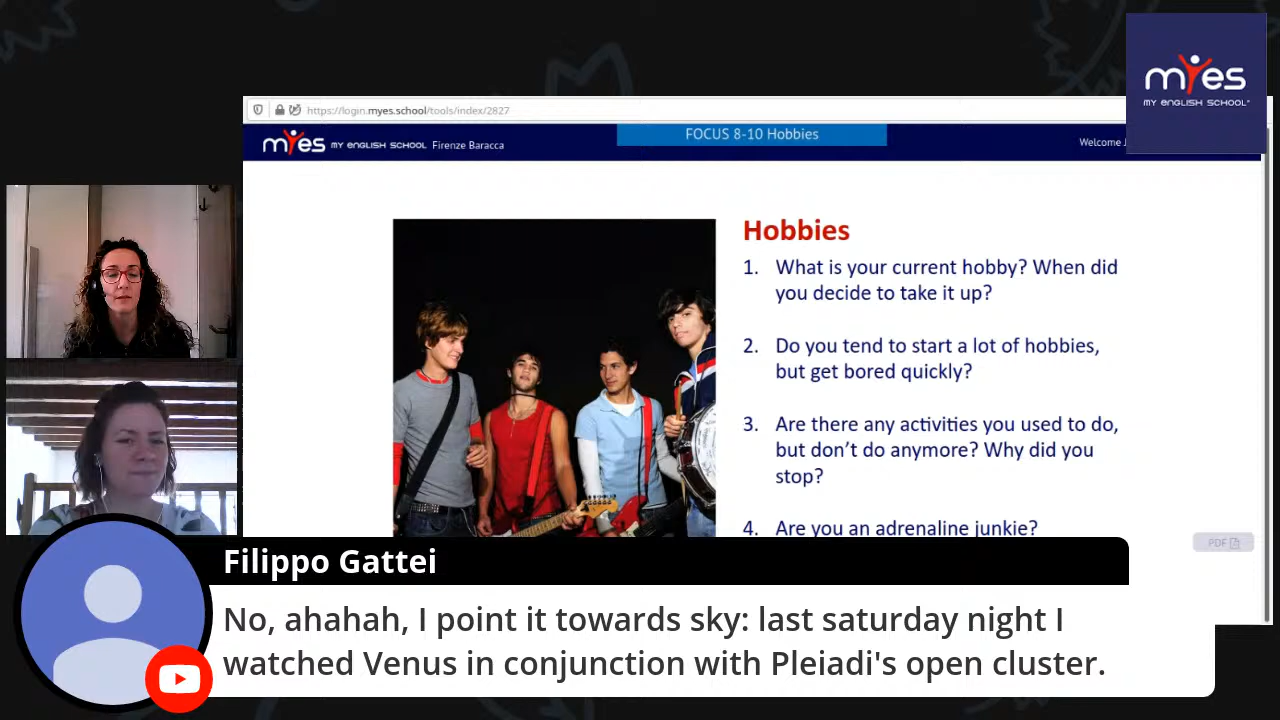 myes
MY ENGLISH SCHOOL
https://login.myes.school/tools/index/2827
FOCUS 8-10 Hobbies
myes MY ENGLISH SCHOOL Firenze Baracca
Welcome J
Hobbies
1. What is your current hobby? When did
you decide to take it up?
2. Do you tend to start a lot of hobbies,
but get bored quickly?
3. Are there any activities you used to do,
but don't do anymore? Why did you
stop?
4. Are you an adrenaline junkie?
PDF
Filippo Gattei
No, ahahah, I point it towards sky: last saturday night I
watched Venus in conjunction with Pleiadi's open cluster.